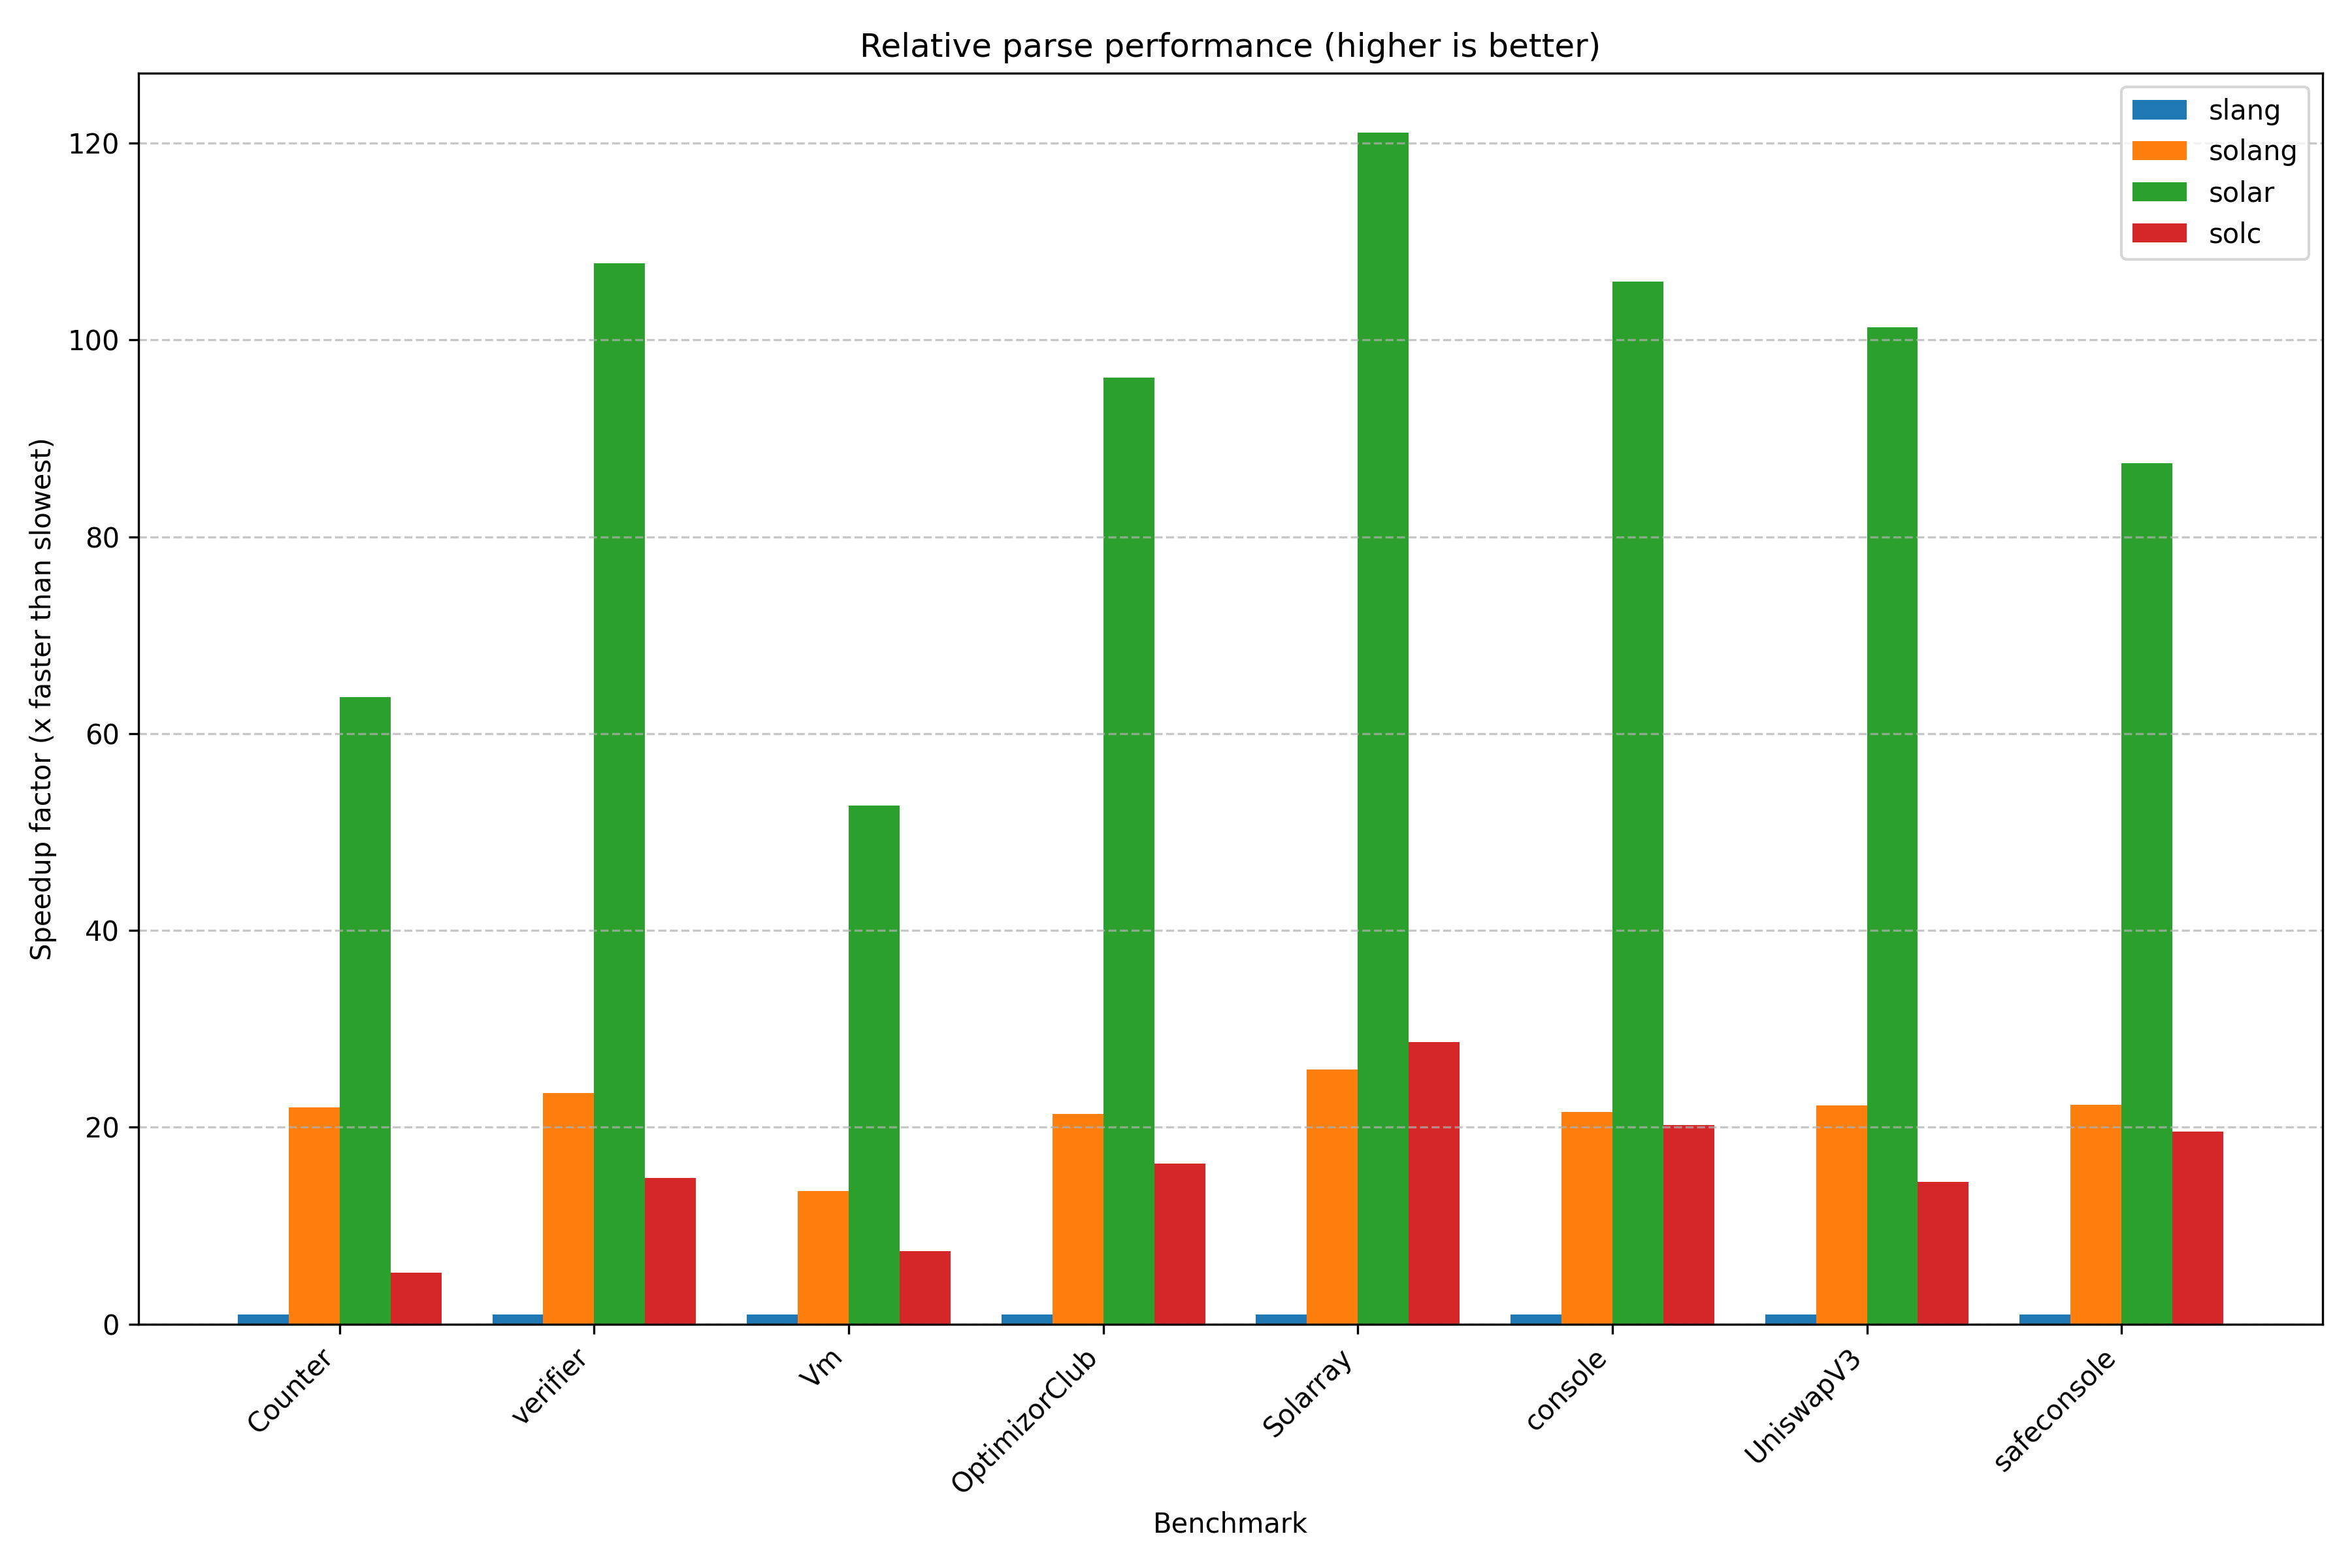 Relative parse performance (higher is better)
slang
solang
solar
solc
Speedup factor (x faster than slowest)
120
100
80
60
40
20
0
Counter
verifier
Vm
OptimizorClub
Solarray
console
UniswapV3
safeconsole
Benchmark